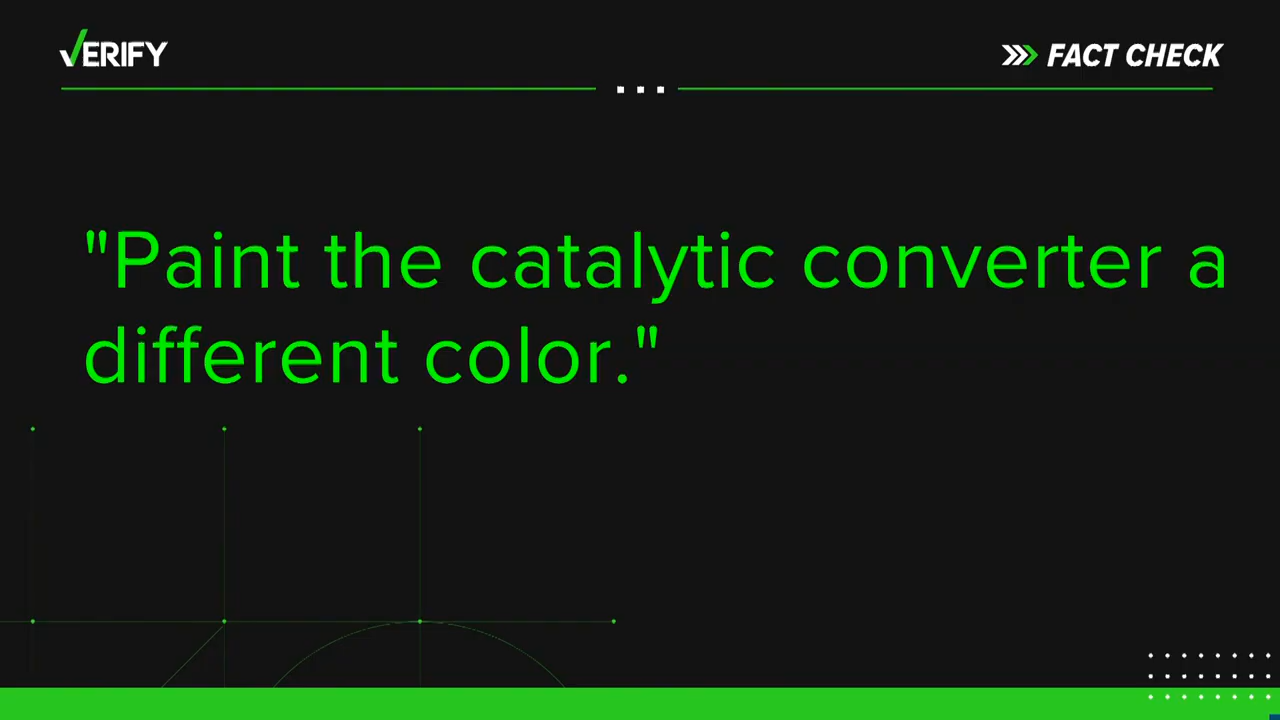 VERIFY
FACT CHECK
"Paint the catalytic converter a
different color."